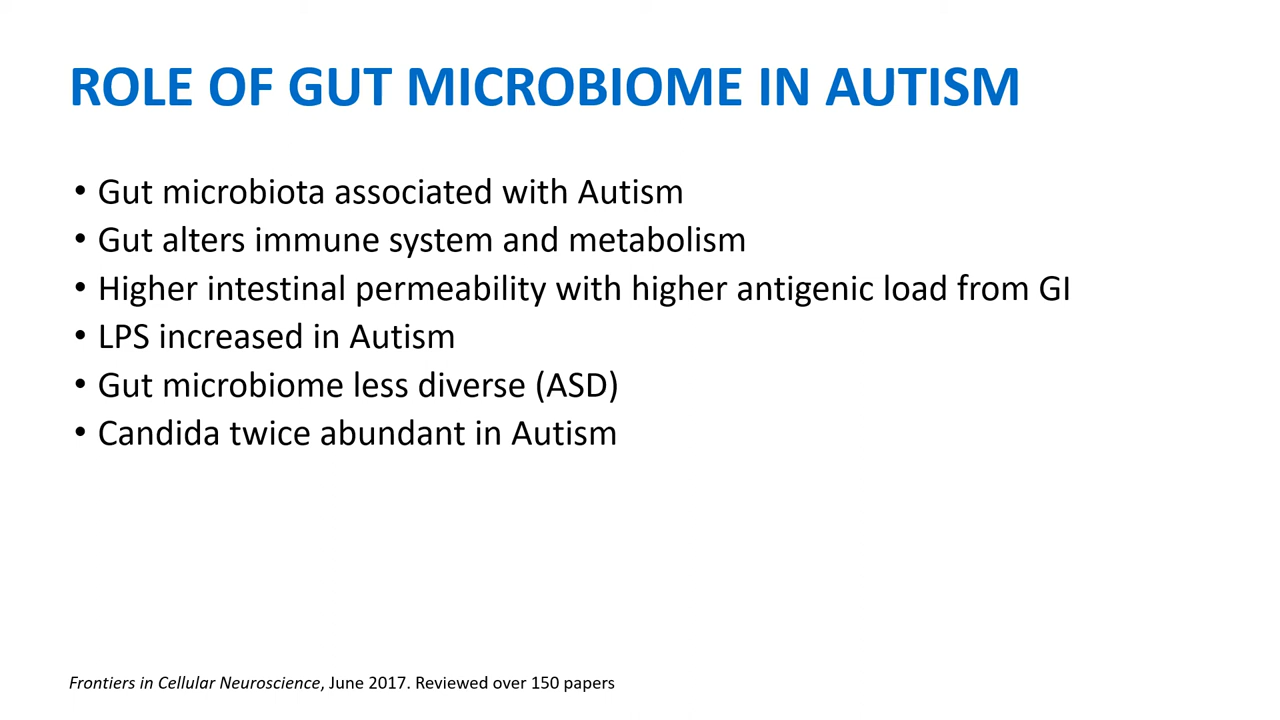 ROLE OF GUT MICROBIOME IN AUTISM
• Gut microbiota associated with Autism
• Gut alters immune system and metabolism
• Higher intestinal permeability with higher antigenic load from GI
• LPS increased in Autism
• Gut microbiome less diverse (ASD)
• Candida twice abundant in Autism
Frontiers in Cellular Neuroscience, June 2017. Reviewed over 150 papers